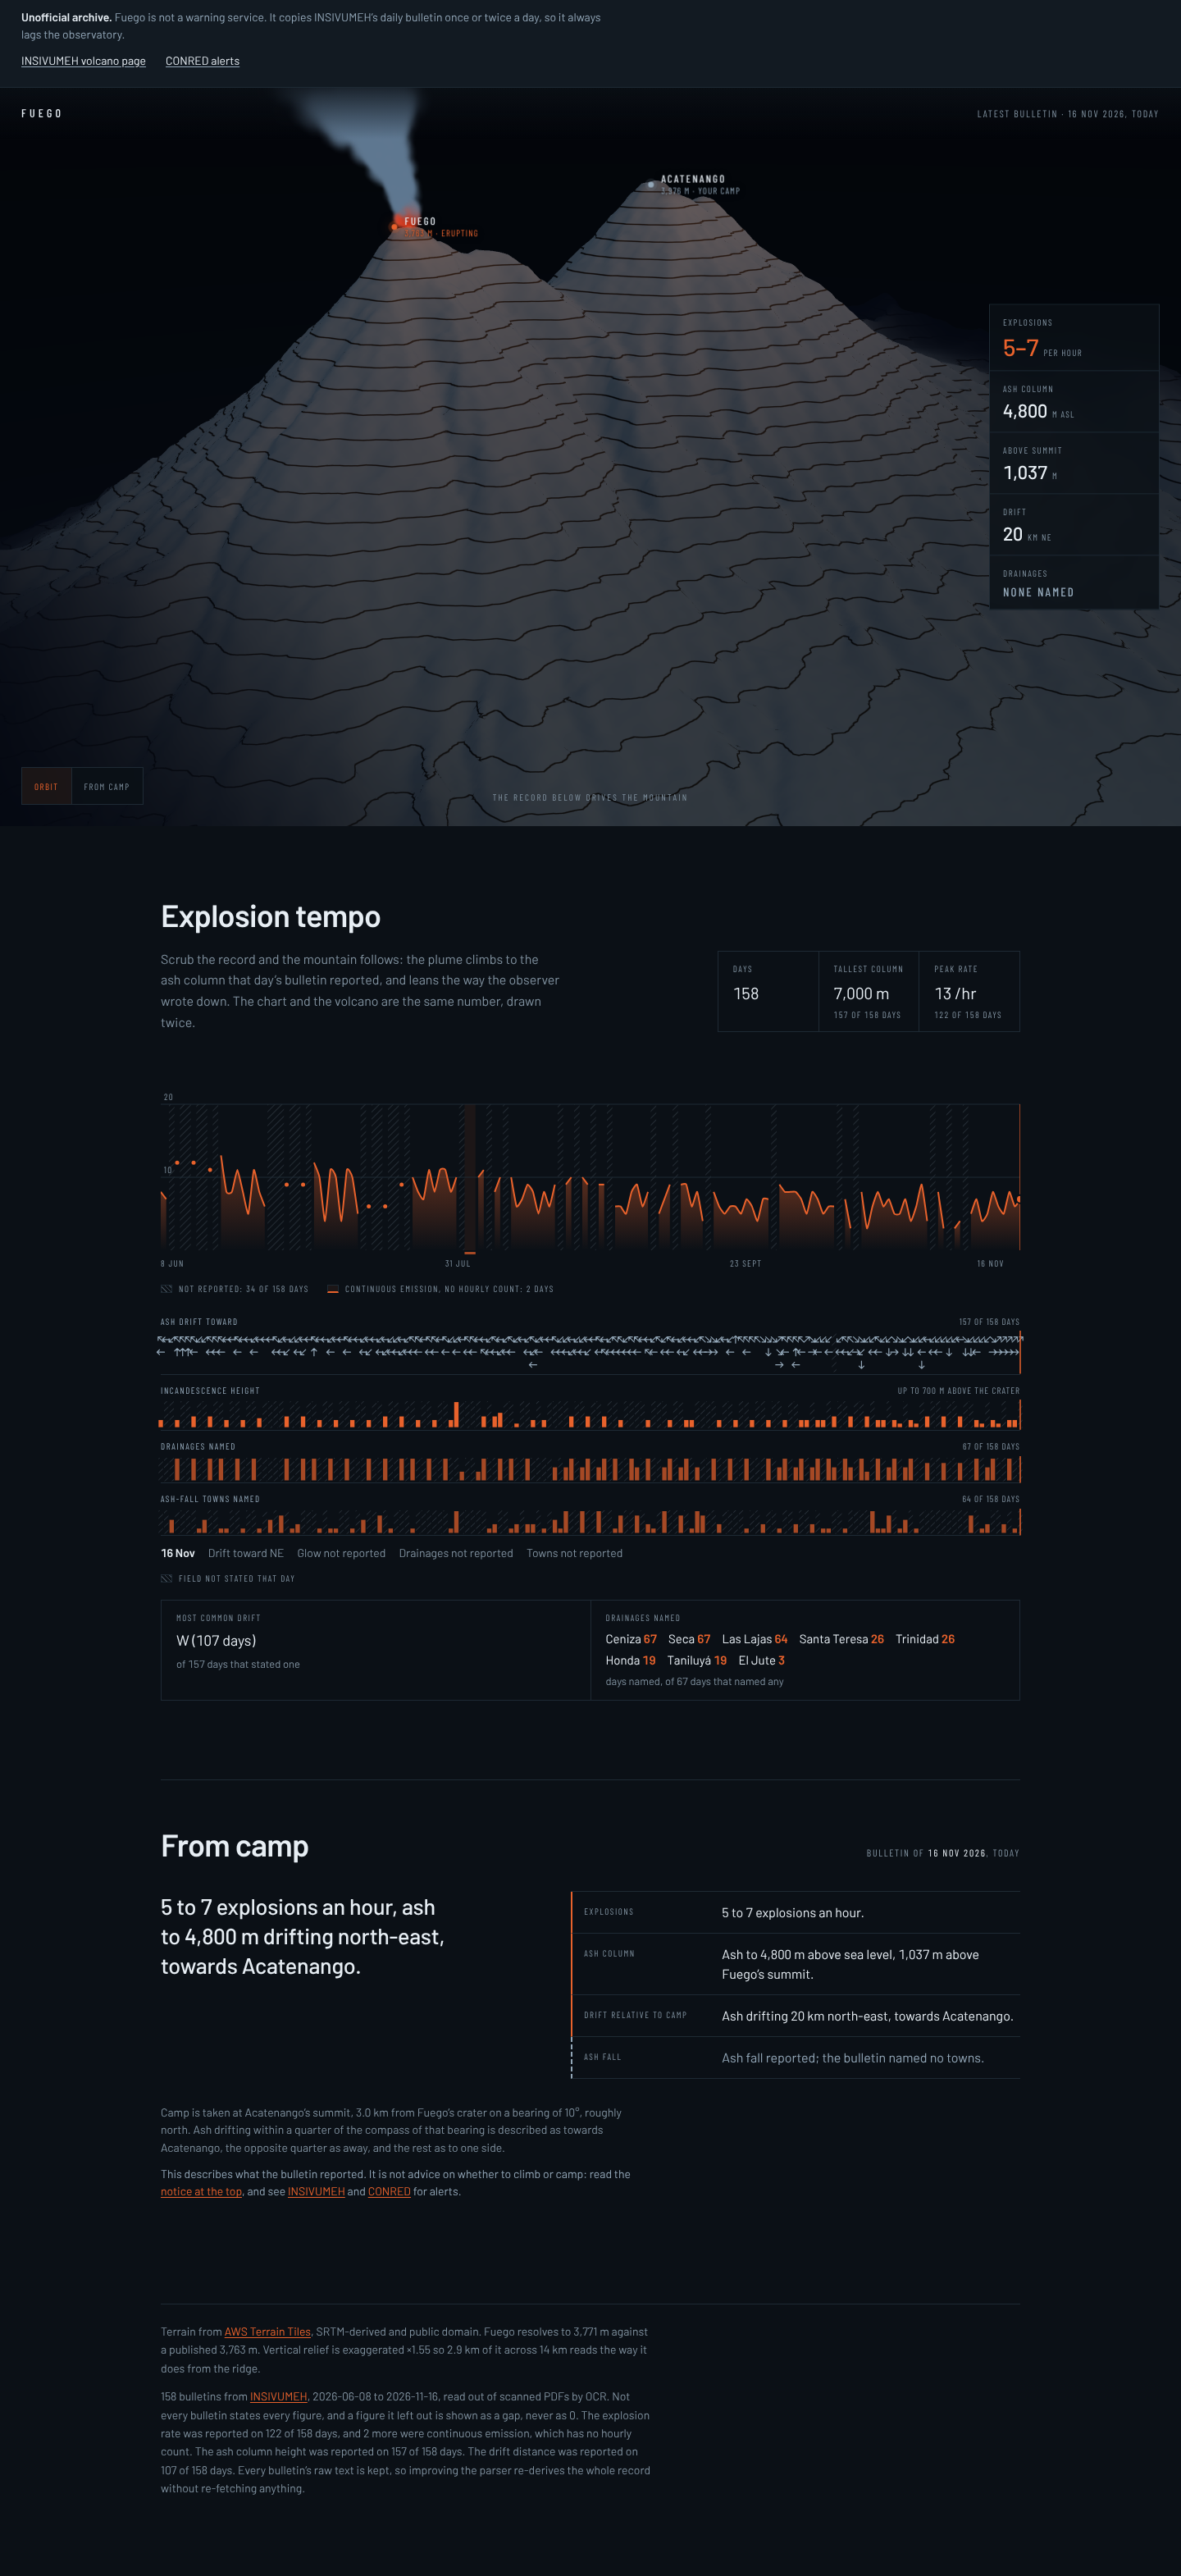 Unofficial archive. Fuego is not a warning service. It copies INSIVUMEH's daily bulletin once or twice a day, so it always
lags the observatory.
INSIVUMEH volcano page CONRED alerts
FUEGO
LATEST BULLETIN · 16 NOV 2026, TODAY
ACATENANGO
3,976 M · YOUR CAMP
FUEGO
M · ERUPTING
EXPLOSIONS
5–7 PER HOUR
ASH COLUMN
4,800 M ASL
ABOVE SUMMIT
1,037 M
DRIFT
20 KM NE
DRAINAGES
NONE NAMED
ORBIT FROM CAMP
THE RECORD BELOW DRIVES THE MOUNTAIN
Explosion tempo
Scrub the record and the mountain follows: the plume climbs to the
ash column that day's bulletin reported, and leans the way the observer
wrote down. The chart and the volcano are the same number, drawn
twice.
DAYS
158
TALLEST COLUMN
7,000 m
157 OF 158 DAYS
PEAK RATE
13 /hr
122 OF 158 DAYS
20
10
8 JUN 31 JUL 23 SEPT 16 NOV
NOT REPORTED: 34 OF 158 DAYS CONTINUOUS EMISSION, NO HOURLY COUNT: 2 DAYS
ASH DRIFT TOWARD 157 OF 158 DAYS
INCANDESCENCE HEIGHT UP TO 700 M ABOVE THE CRATER
DRAINAGES NAMED 67 OF 158 DAYS
ASH-FALL TOWNS NAMED 64 OF 158 DAYS
16 Nov Drift toward NE Glow not reported Drainages not reported Towns not reported
FIELD NOT STATED THAT DAY
MOST COMMON DRIFT
W (107 days)
of 157 days that stated one
DRAINAGES NAMED
Ceniza 67 Seca 67 Las Lajas 64 Santa Teresa 26 Trinidad 26
Honda 19 Taniluyá 19 El Jute 3
days named, of 67 days that named any
From camp
BULLETIN OF 16 NOV 2026, TODAY
5 to 7 explosions an hour, ash
to 4,800 m drifting north-east,
towards Acatenango.
EXPLOSIONS 5 to 7 explosions an hour.
ASH COLUMN Ash to 4,800 m above sea level, 1,037 m above
Fuego's summit.
DRIFT RELATIVE TO CAMP Ash drifting 20 km north-east, towards Acatenango.
ASH FALL Ash fall reported; the bulletin named no towns.
Camp is taken at Acatenango's summit, 3.0 km from Fuego's crater on a bearing of 10°, roughly
north. Ash drifting within a quarter of the compass of that bearing is described as towards
Acatenango, the opposite quarter as away, and the rest as to one side.
This describes what the bulletin reported. It is not advice on whether to climb or camp: read the
notice at the top, and see INSIVUMEH and CONRED for alerts.
Terrain from AWS Terrain Tiles, SRTM-derived and public domain. Fuego resolves to 3,771 m against
a published 3,763 m. Vertical relief is exaggerated ×1.55 so 2.9 km of it across 14 km reads the way it
does from the ridge.
158 bulletins from INSIVUMEH, 2026-06-08 to 2026-11-16, read out of scanned PDFs by OCR. Not
every bulletin states every figure, and a figure it left out is shown as a gap, never as 0. The explosion
rate was reported on 122 of 158 days, and 2 more were continuous emission, which has no hourly
count. The ash column height was reported on 157 of 158 days. The drift distance was reported on
107 of 158 days. Every bulletin's raw text is kept, so improving the parser re-derives the whole record
without re-fetching anything.